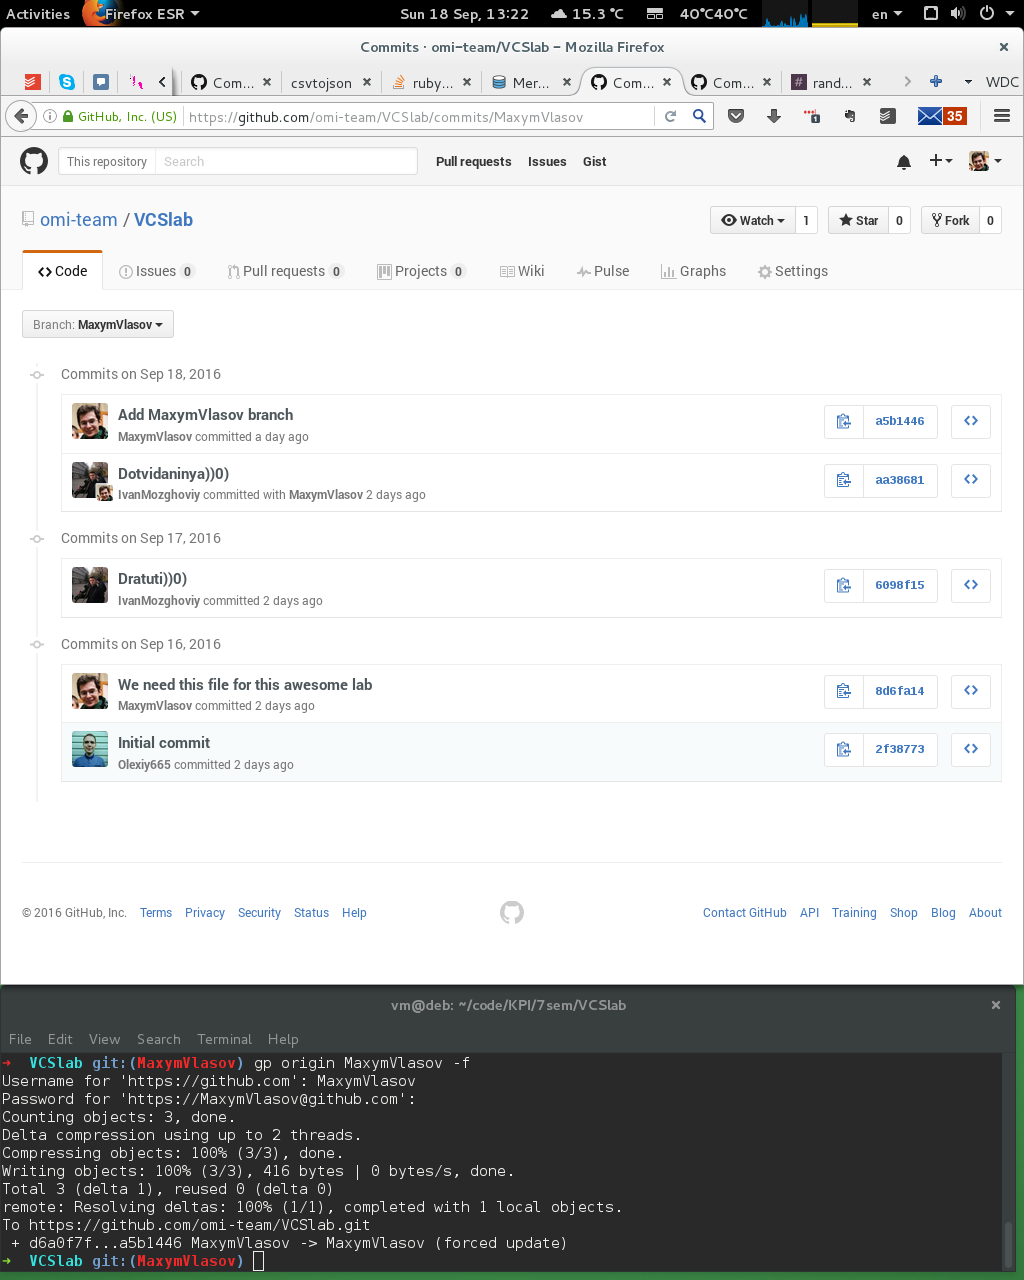 Activities Firefox ESR Sun 18 Sep, 13:22 15.3 °C 40°C40°C en
Commits · omi-team/VCSlab - Mozilla Firefox
Com... csvtojson ruby... Mer... Com... Com... # rand... WDC
GitHub, Inc. (US) https://github.com/omi-team/VCSlab/commits/MaxymVlasov 1 35
This repository Search Pull requests Issues Gist
omi-team / VCSlab Watch 1 Star 0 Fork 0
Code Issues 0 Pull requests 0 Projects 0 Wiki Pulse Graphs Settings
Branch: MaxymVlasov
Commits on Sep 18, 2016
Add MaxymVlasov branch
MaxymVlasov committed a day ago
a5b1446
Dotvidaninya))0)
IvanMozghoviy committed with MaxymVlasov 2 days ago
aa38681
Commits on Sep 17, 2016
Dratuti))0)
IvanMozghoviy committed 2 days ago
6098f15
Commits on Sep 16, 2016
We need this file for this awesome lab
MaxymVlasov committed 2 days ago
8d6fa14
Initial commit
Olexiy665 committed 2 days ago
2f38773
© 2016 GitHub, Inc. Terms Privacy Security Status Help Contact GitHub API Training Shop Blog About
vm@deb: ~/code/KPI/7sem/VCSlab
File Edit View Search Terminal Help
➜ VCSlab git:(MaxymVlasov) gp origin MaxymVlasov -f
Username for 'https://github.com': MaxymVlasov
Password for 'https://MaxymVlasov@github.com':
Counting objects: 3, done.
Delta compression using up to 2 threads.
Compressing objects: 100% (3/3), done.
Writing objects: 100% (3/3), 416 bytes | 0 bytes/s, done.
Total 3 (delta 1), reused 0 (delta 0)
remote: Resolving deltas: 100% (1/1), completed with 1 local objects.
To https://github.com/omi-team/VCSlab.git
+ d6a0f7f...a5b1446 MaxymVlasov -> MaxymVlasov (forced update)
➜ VCSlab git:(MaxymVlasov)